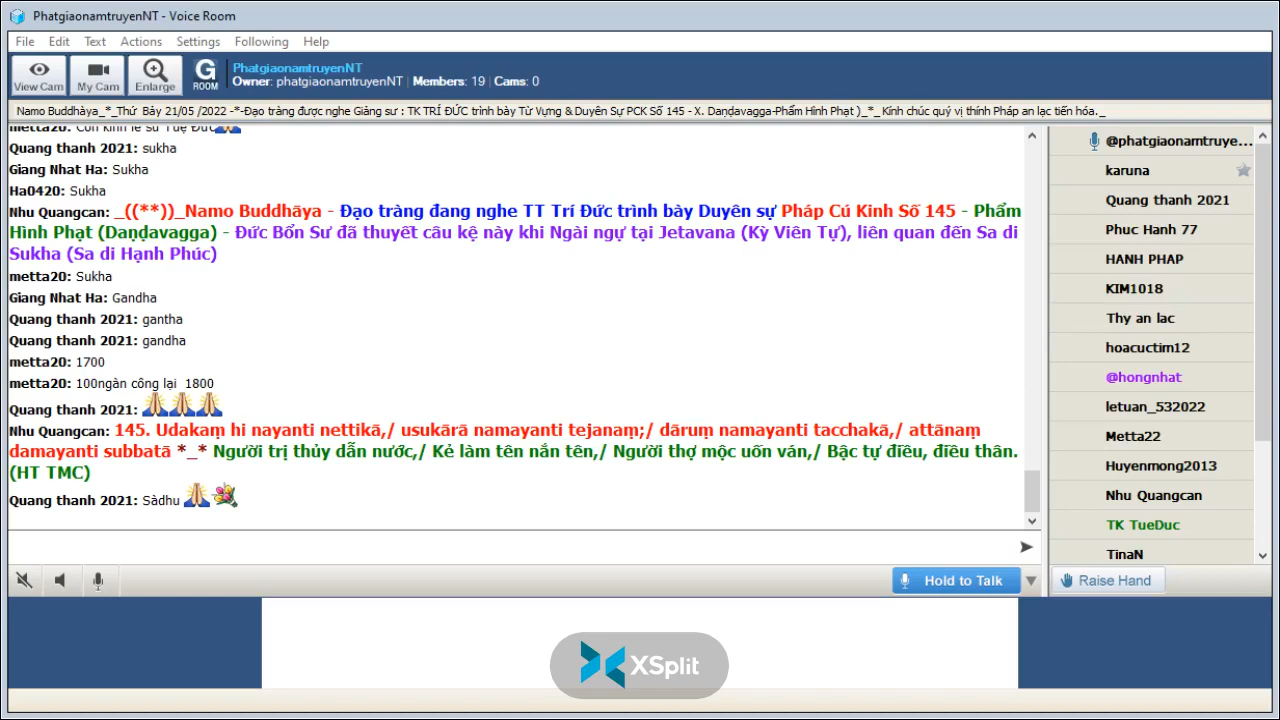 PhatgiaonamtruyenNT - Voice Room
File Edit Text Actions Settings Following Help
View Cam My Cam Enlarge G ROOM
PhatgiaonamtruyenNT
Owner: phatgiaonamtruyenNT | Members: 19 | Cams: 0
Namo Buddhàya_*_Thứ Bảy 21/05 /2022 -*-Đạo tràng được nghe Giảng sư : TK TRÍ ĐỨC trình bày Từ Vựng & Duyên Sự PCK Số 145 - X. Daṇḍavagga-Phẩm Hình Phạt )_*_ Kính chúc quý vị thính Pháp an lạc tiến hóa._
metta20: Con kính lễ sư Tuệ Đức
Quang thanh 2021: sukha
Giang Nhat Ha: Sukha
Ha0420: Sukha
Nhu Quangcan: _((**))_Namo Buddhāya - Đạo tràng đang nghe TT Trí Đức trình bày Duyên sự Pháp Cú Kinh Số 145 - Phẩm
Hình Phạt (Daṇḍavagga) - Đức Bổn Sư đã thuyết câu kệ này khi Ngài ngự tại Jetavana (Kỳ Viên Tự), liên quan đến Sa di
Sukha (Sa di Hạnh Phúc)
metta20: Sukha
Giang Nhat Ha: Gandha
Quang thanh 2021: gantha
Quang thanh 2021: gandha
metta20: 1700
metta20: 100ngàn công lại 1800
Quang thanh 2021:
Nhu Quangcan: 145. Udakaṃ hi nayanti nettikā,/ usukārā namayanti tejanaṃ;/ dāruṃ namayanti tacchakā,/ attānaṃ
damayanti subbatā *_* Người trị thủy dẫn nước,/ Kẻ làm tên nắn tên,/ Người thợ mộc uốn ván,/ Bậc tự điều, điều thân.
(HT TMC)
Quang thanh 2021: Sàdhu
@phatgiaonamtruye...
karuna
Quang thanh 2021
Phuc Hanh 77
HANH PHAP
KIM1018
Thy an lac
hoacuctim12
@hongnhat
letuan_532022
Metta22
Huyenmong2013
Nhu Quangcan
TK TueDuc
TinaN
Hold to Talk
Raise Hand
XSplit